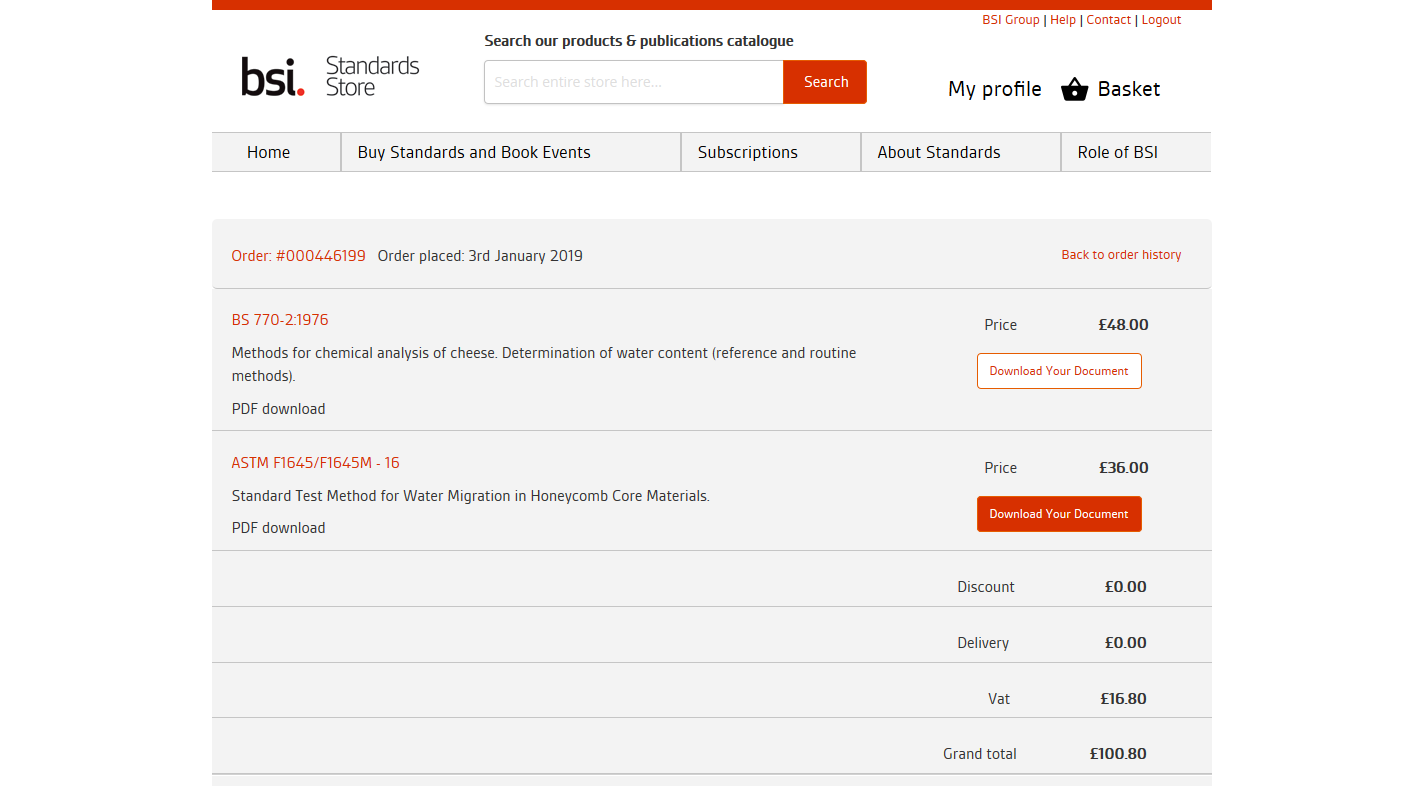 BSI Group | Help | Contact | Logout
Search our products & publications catalogue
bsi. Standards Store
Search entire store here...
Search
My profile
Basket
Home
Buy Standards and Book Events
Subscriptions
About Standards
Role of BSI
Order: #000446199 Order placed: 3rd January 2019
Back to order history
BS 770-2:1976
Price £48.00
Methods for chemical analysis of cheese. Determination of water content (reference and routine
methods).
Download Your Document
PDF download
ASTM F1645/F1645M - 16
Price £36.00
Standard Test Method for Water Migration in Honeycomb Core Materials.
Download Your Document
PDF download
Discount £0.00
Delivery £0.00
Vat £16.80
Grand total £100.80